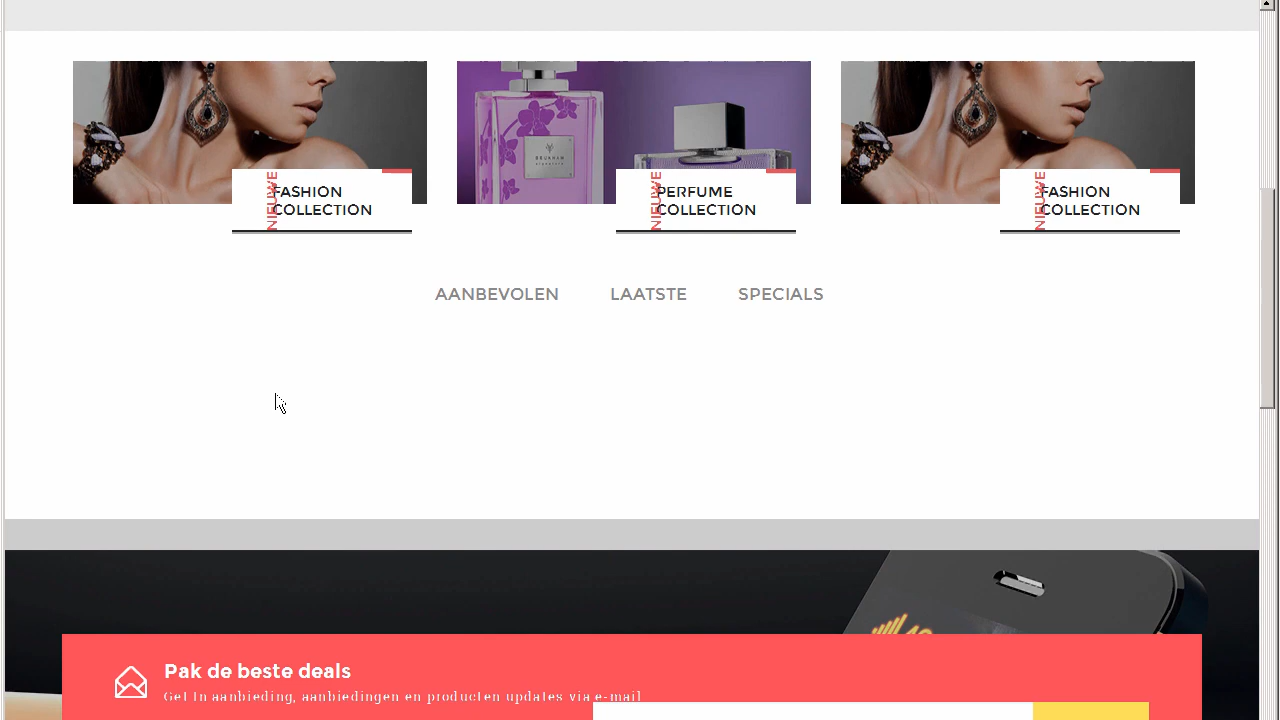 NIEUWE
FASHION
COLLECTION
NIEUWE
PERFUME
COLLECTION
NIEUWE
FASHION
COLLECTION
AANBEVOLEN LAATSTE SPECIALS
Pak de beste deals
Get In aanbieding, aanbiedingen en producten updates via e-mail